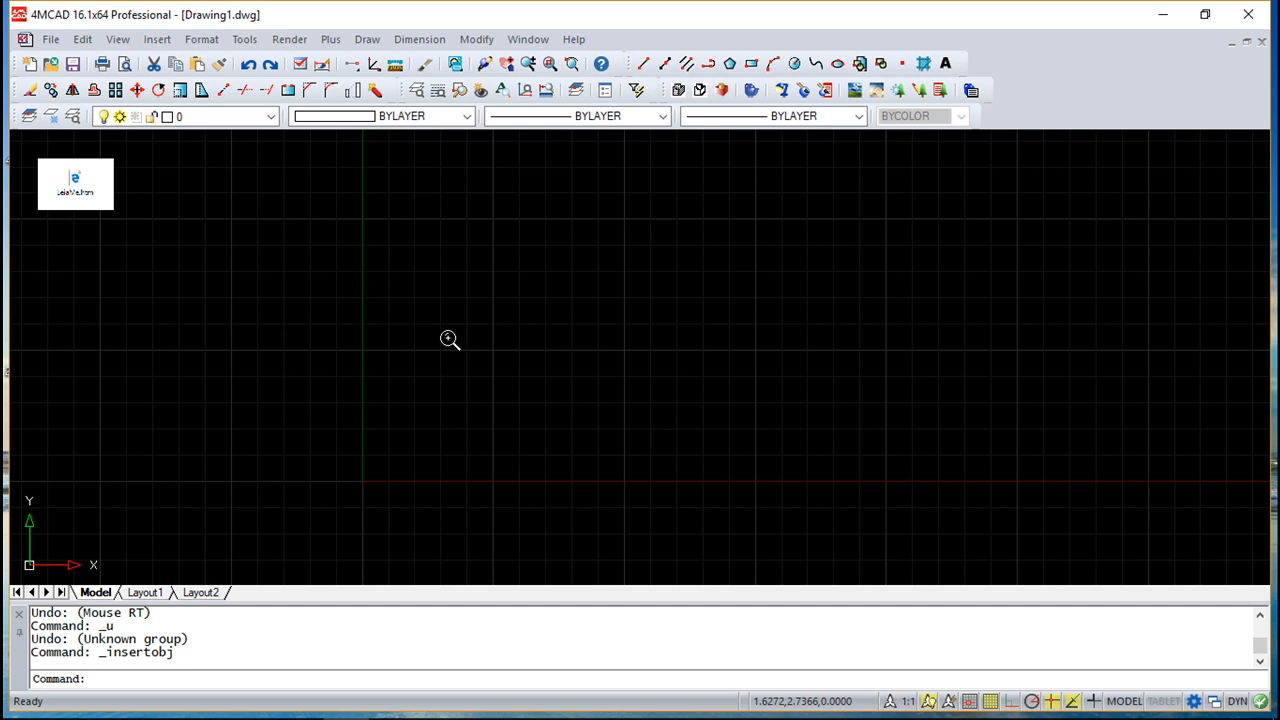 4MCAD 16.1x64 Professional - [Drawing1.dwg]
File Edit View Insert Format Tools Render Plus Draw Dimension Modify Window Help
0 BYLAYER BYLAYER BYLAYER BYCOLOR
LeiaMe.htm
Y
X
Model Layout1 Layout2
Undo: (Mouse RT)
Command: _u
Undo: (Unknown group)
Command: _insertobj
Command:
Ready 1.6272,2.7366,0.0000 1:1 MODEL TABLET DYN